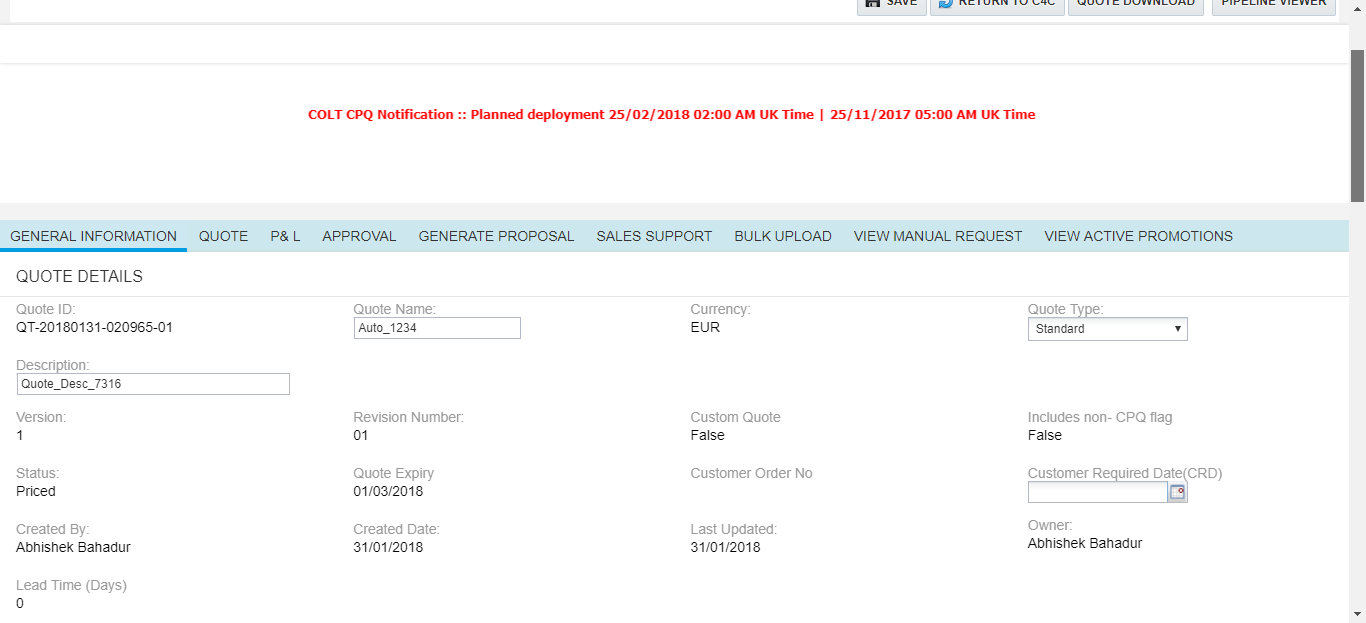 SAVE RETURN TO C4C QUOTE DOWNLOAD PIPELINE VIEWER
COLT CPQ Notification :: Planned deployment 25/02/2018 02:00 AM UK Time | 25/11/2017 05:00 AM UK Time
GENERAL INFORMATION QUOTE P& L APPROVAL GENERATE PROPOSAL SALES SUPPORT BULK UPLOAD VIEW MANUAL REQUEST VIEW ACTIVE PROMOTIONS
QUOTE DETAILS
Quote ID: Quote Name: Currency: Quote Type:
QT-20180131-020965-01 Auto_1234 EUR Standard
Description:
Quote_Desc_7316
Version: Revision Number: Custom Quote Includes non- CPQ flag
1 01 False False
Status: Quote Expiry Customer Order No Customer Required Date(CRD)
Priced 01/03/2018
Created By: Created Date: Last Updated: Owner:
Abhishek Bahadur 31/01/2018 31/01/2018 Abhishek Bahadur
Lead Time (Days)
0